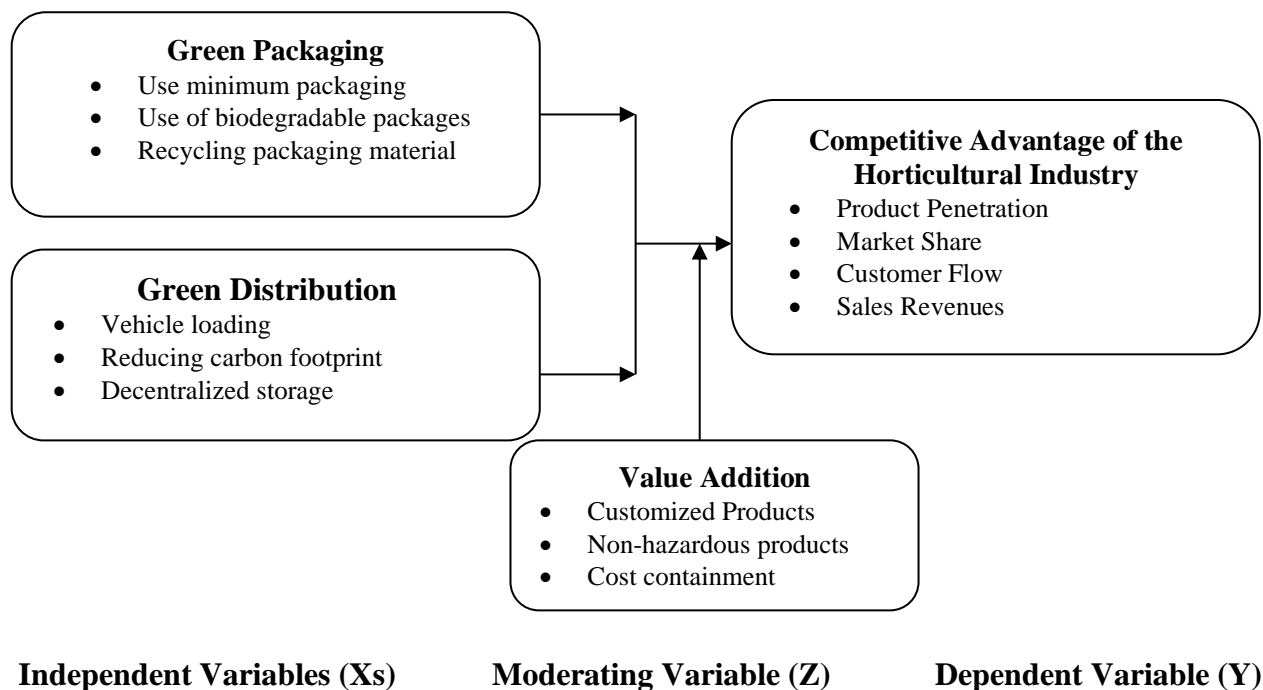 Green Packaging
• Use minimum packaging
• Use of biodegradable packages
• Recycling packaging material
Green Distribution
• Vehicle loading
• Reducing carbon footprint
• Decentralized storage
Competitive Advantage of the
Horticultural Industry
• Product Penetration
• Market Share
• Customer Flow
• Sales Revenues
Value Addition
• Customized Products
• Non-hazardous products
• Cost containment
Independent Variables (Xs) Moderating Variable (Z) Dependent Variable (Y)